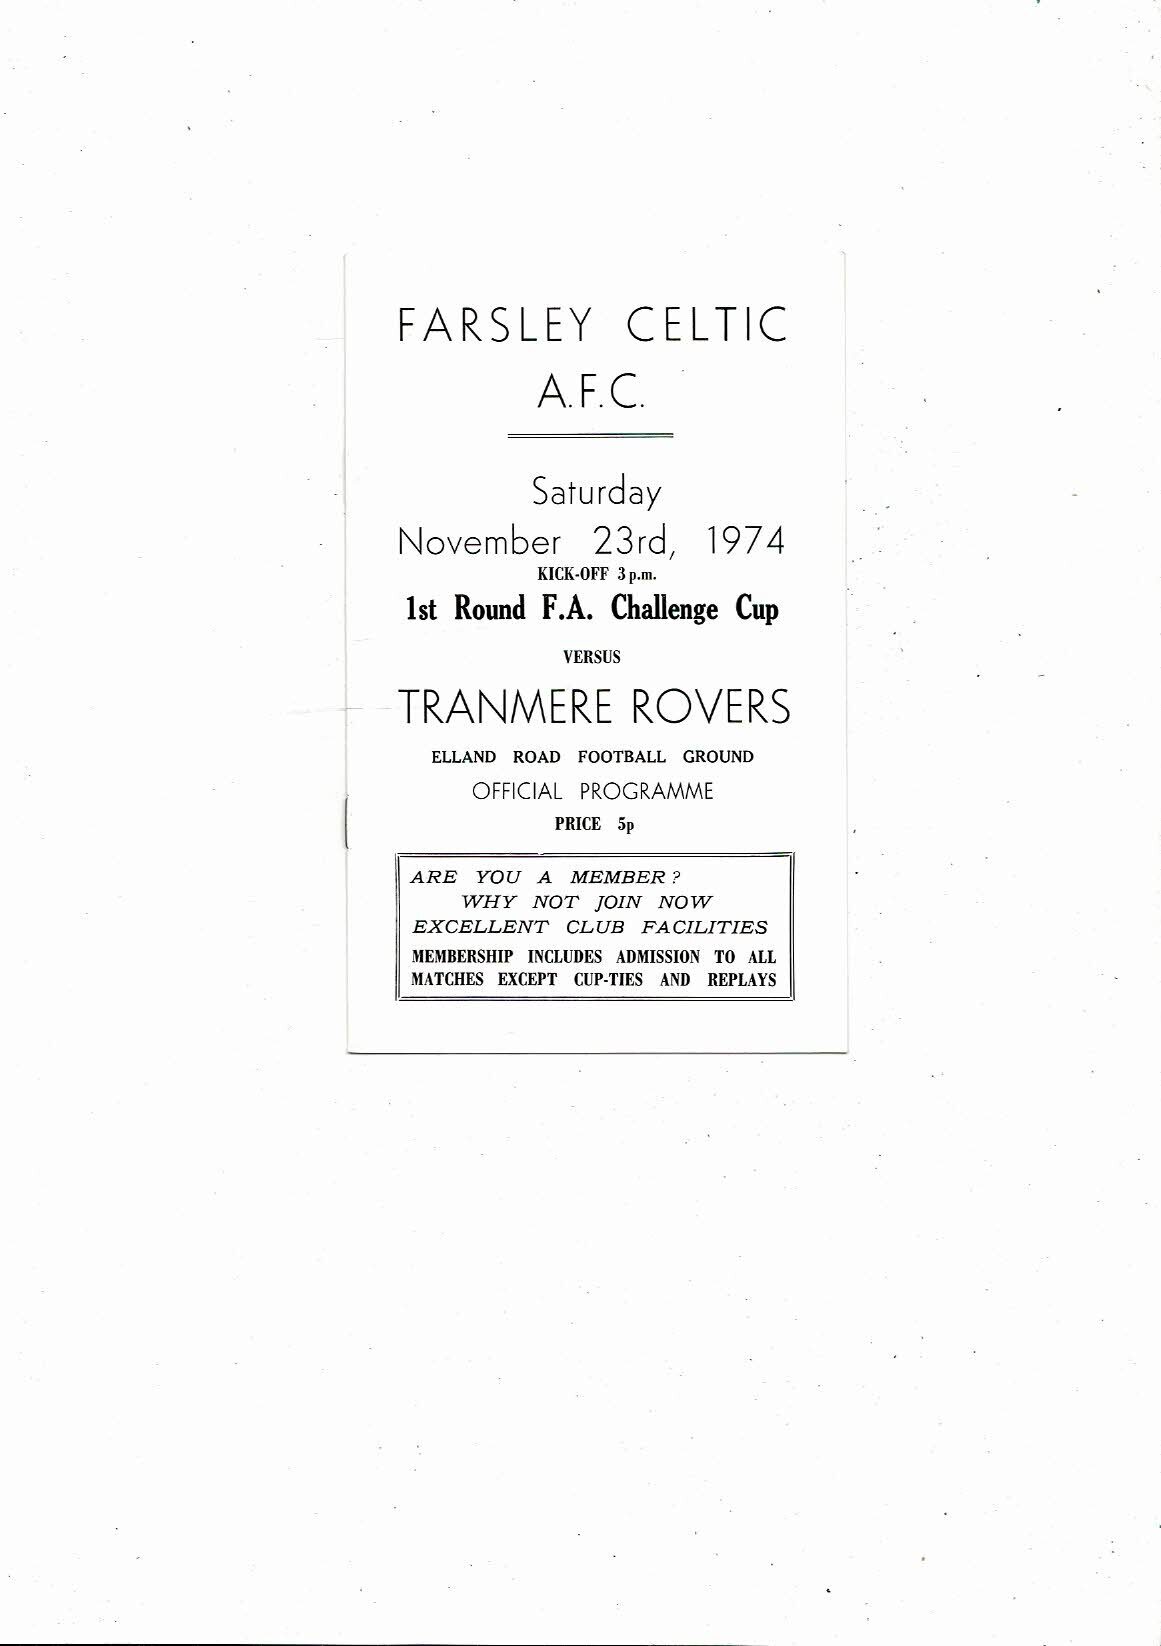 FARSLEY CELTIC
A.F.C.
Saturday
November 23rd, 1974
KICK-OFF 3 p.m.
1st Round F.A. Challenge Cup
VERSUS
TRANMERE ROVERS
ELLAND ROAD FOOTBALL GROUND
OFFICIAL PROGRAMME
PRICE 5p
ARE YOU A MEMBER ?
WHY NOT JOIN NOW
EXCELLENT CLUB FACILITIES
MEMBERSHIP INCLUDES ADMISSION TO ALL
MATCHES EXCEPT CUP-TIES AND REPLAYS